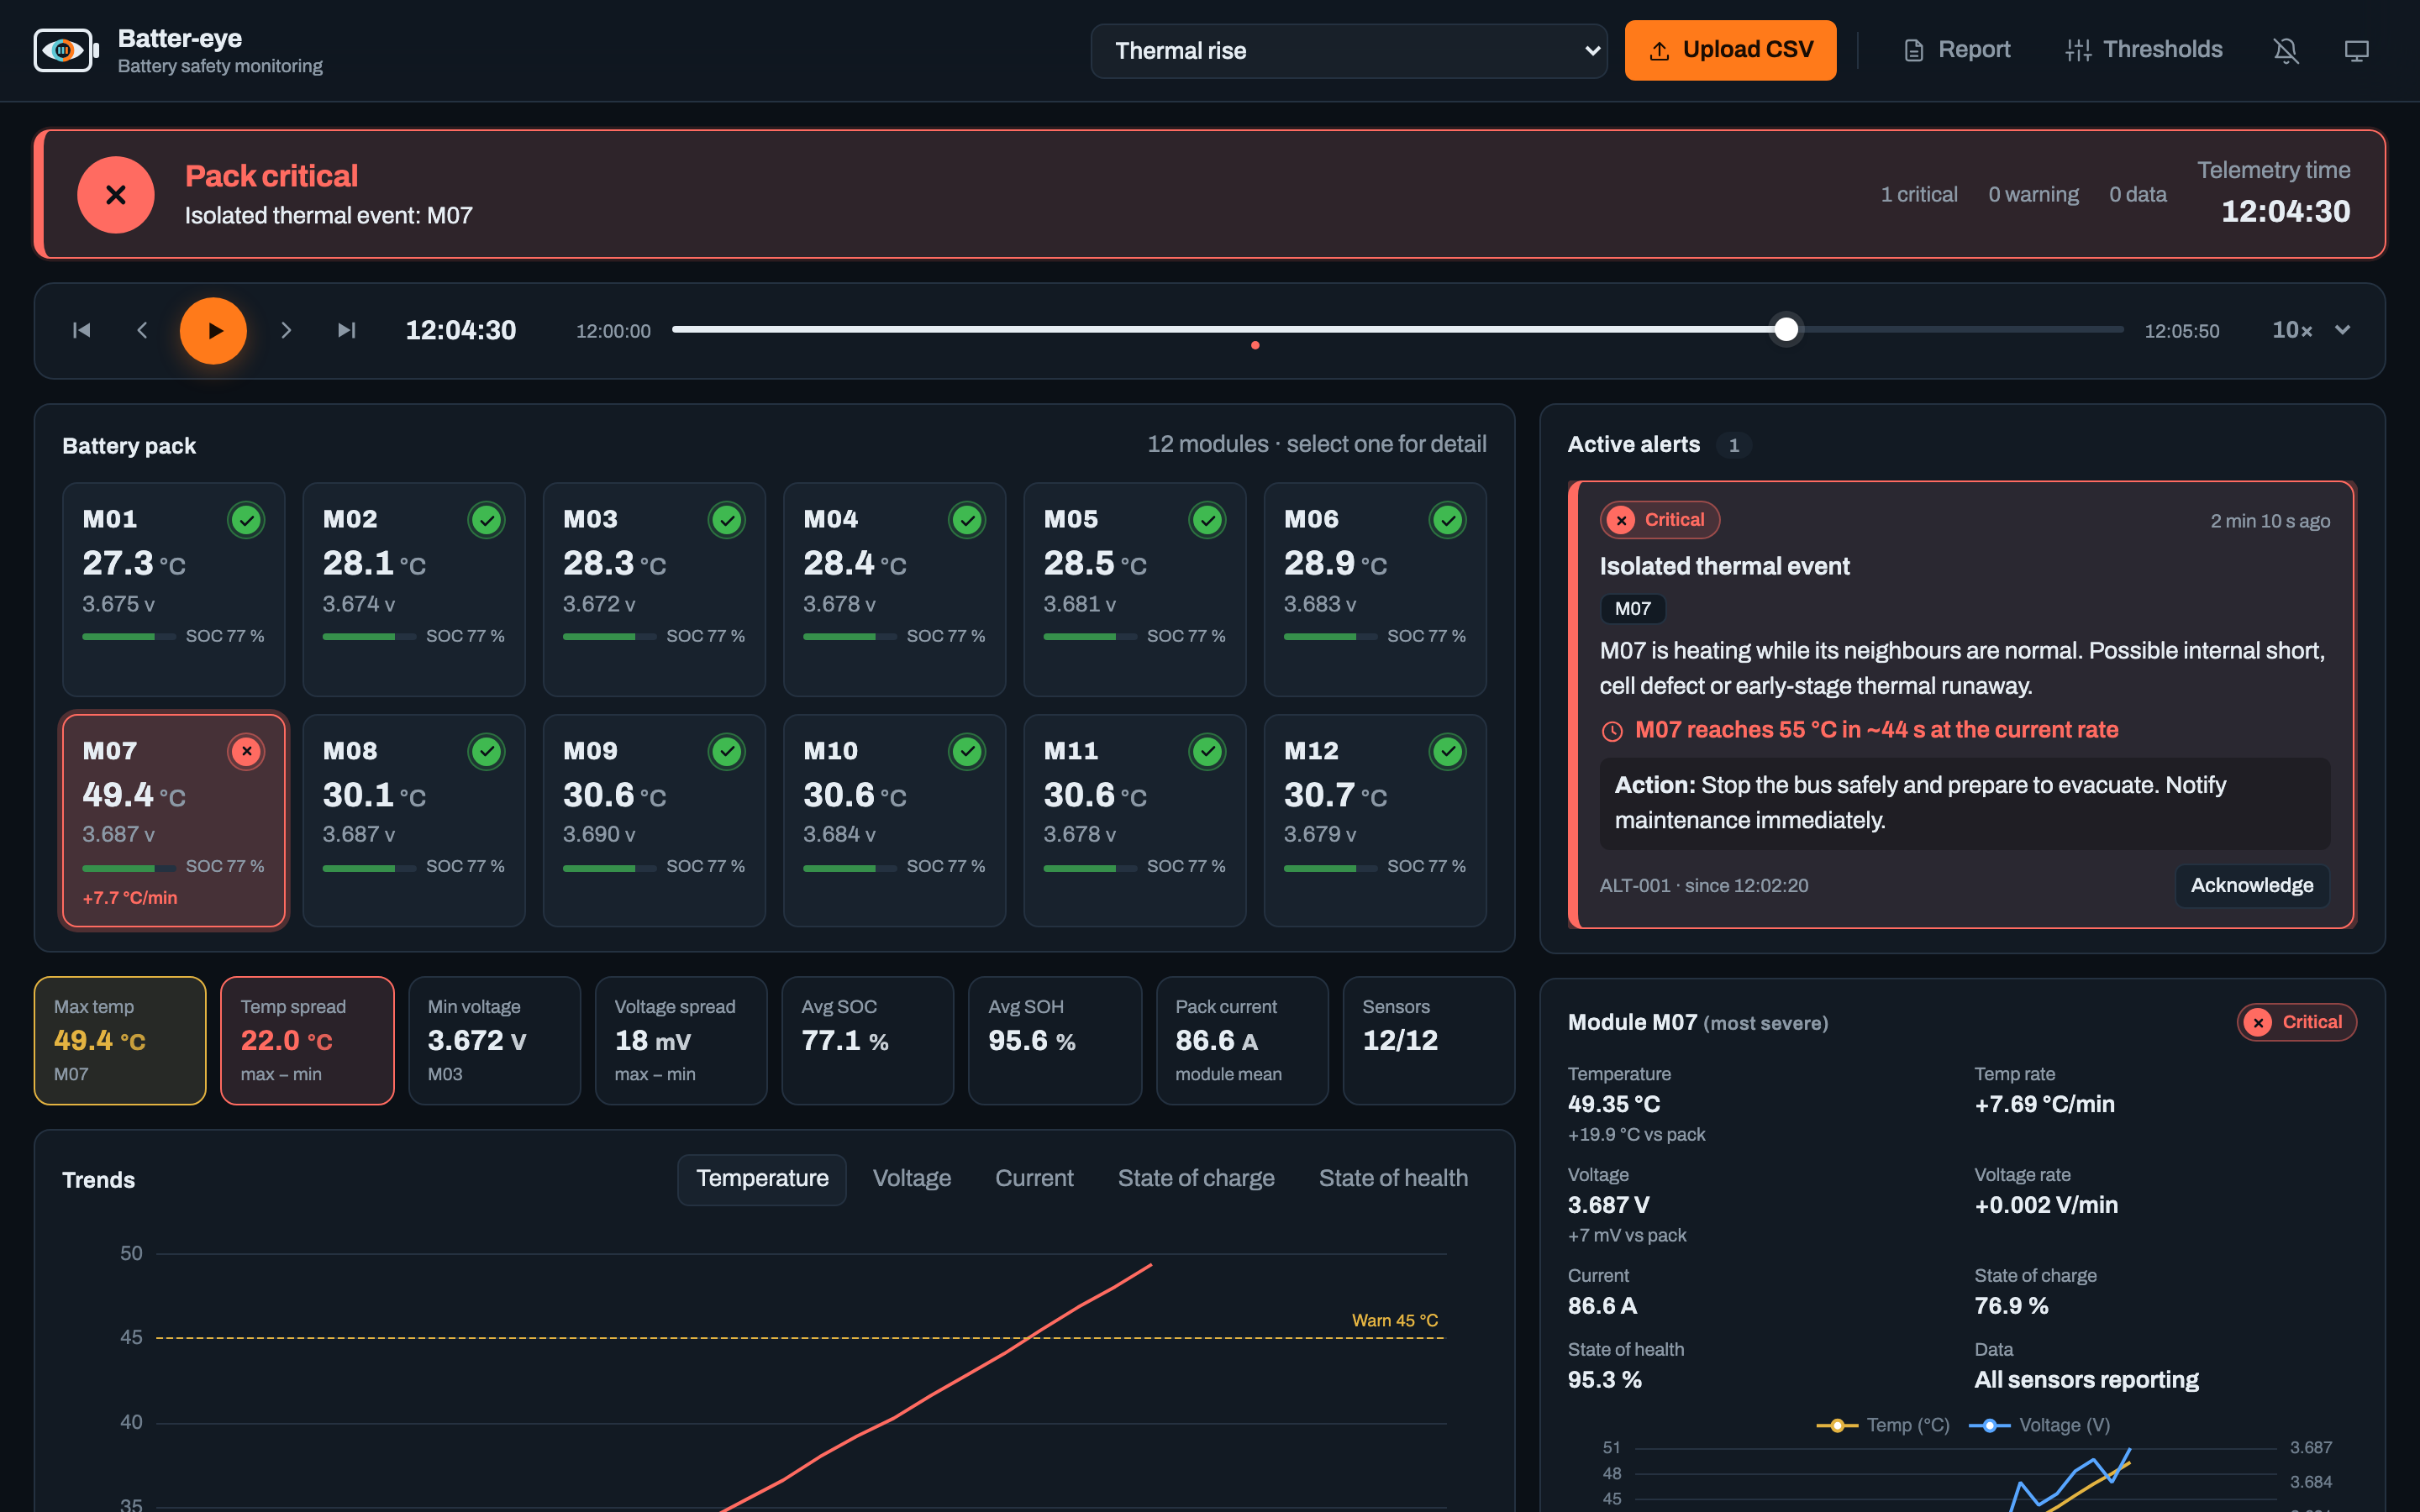 Batter-eye
Battery safety monitoring
Thermal rise
Upload CSV
Report
Thresholds
Pack critical
Isolated thermal event: M07
1 critical
0 warning
0 data
Telemetry time
12:04:30
12:04:30
12:00:00
12:05:50
10×
Battery pack
12 modules · select one for detail
M01
27.3 °C
3.675 V
SOC 77 %
M02
28.1 °C
3.674 V
SOC 77 %
M03
28.3 °C
3.672 V
SOC 77 %
M04
28.4 °C
3.678 V
SOC 77 %
M05
28.5 °C
3.681 V
SOC 77 %
M06
28.9 °C
3.683 V
SOC 77 %
M07
49.4 °C
3.687 V
SOC 77 %
+7.7 °C/min
M08
30.1 °C
3.687 V
SOC 77 %
M09
30.6 °C
3.690 V
SOC 77 %
M10
30.6 °C
3.684 V
SOC 77 %
M11
30.6 °C
3.678 V
SOC 77 %
M12
30.7 °C
3.679 V
SOC 77 %
Active alerts 1
Critical
2 min 10 s ago
Isolated thermal event
M07
M07 is heating while its neighbours are normal. Possible internal short,
cell defect or early-stage thermal runaway.
M07 reaches 55 °C in ~44 s at the current rate
Action: Stop the bus safely and prepare to evacuate. Notify
maintenance immediately.
ALT-001 · since 12:02:20
Acknowledge
Max temp
49.4 °C
M07
Temp spread
22.0 °C
max – min
Min voltage
3.672 V
M03
Voltage spread
18 mV
max – min
Avg SOC
77.1 %
Avg SOH
95.6 %
Pack current
86.6 A
module mean
Sensors
12/12
Trends
Temperature
Voltage
Current
State of charge
State of health
50
45
40
35
Warn 45 °C
Module M07 (most severe)
Critical
Temperature
49.35 °C
+19.9 °C vs pack
Temp rate
+7.69 °C/min
Voltage
3.687 V
+7 mV vs pack
Voltage rate
+0.002 V/min
Current
86.6 A
State of charge
76.9 %
State of health
95.3 %
Data
All sensors reporting
Temp (°C)
Voltage (V)
51
48
45
3.687
3.684